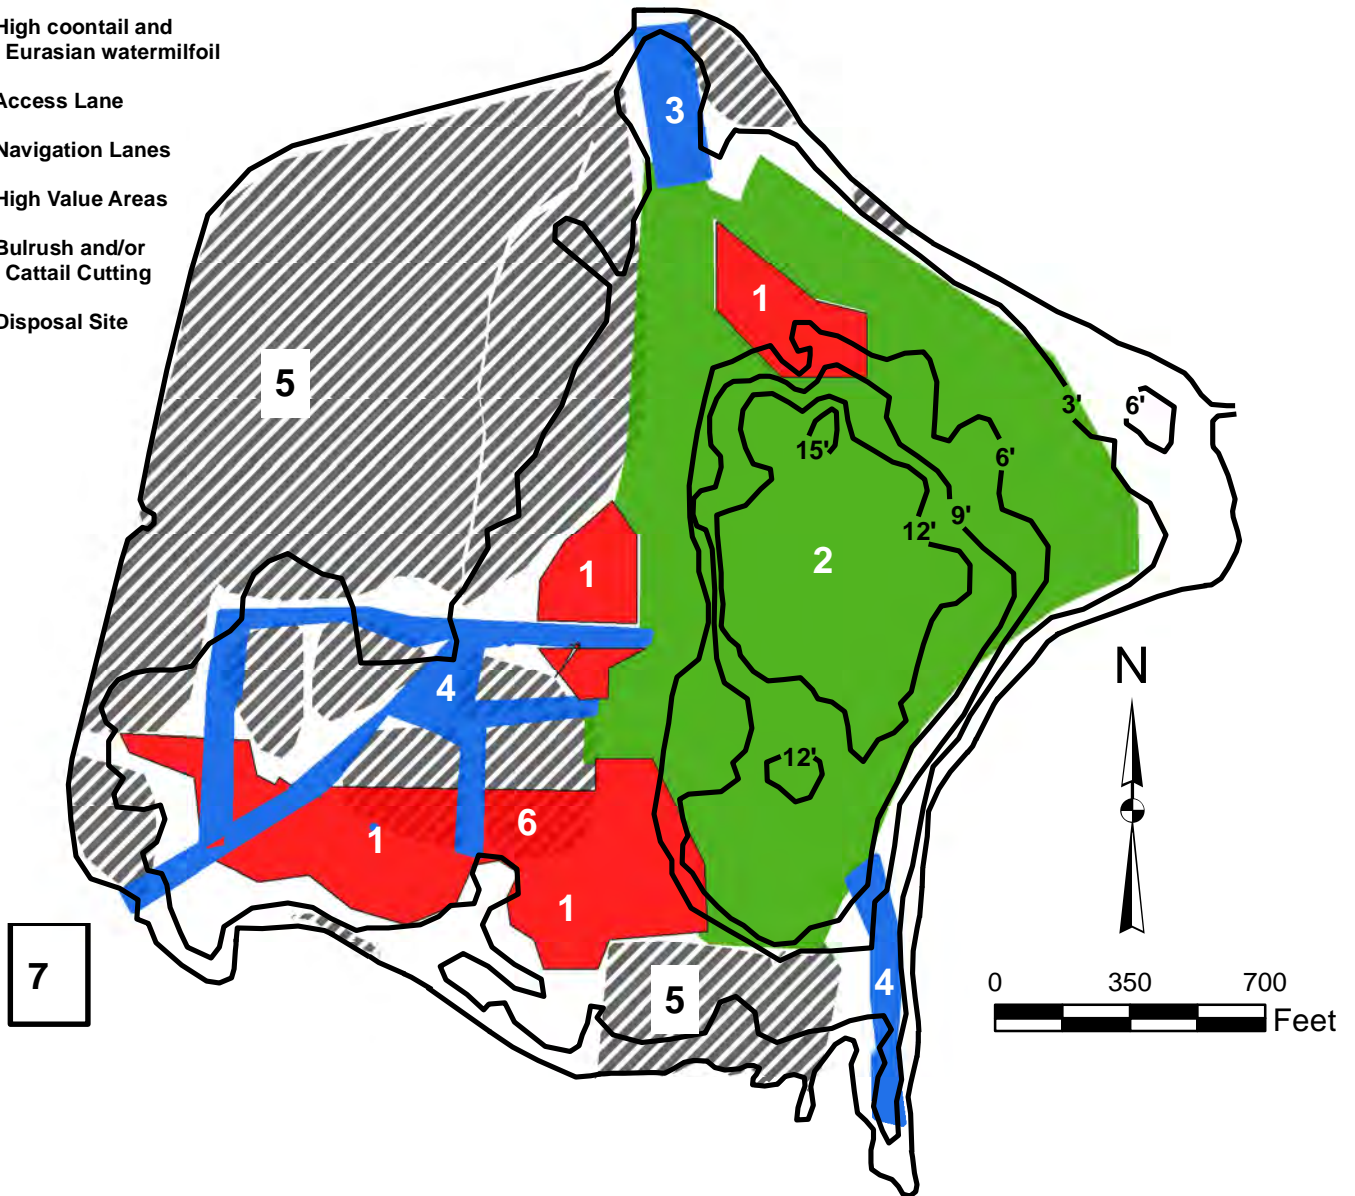 High coontail and
Eurasian watermilfoil
Access Lane
Navigation Lanes
High Value Areas
Bulrush and/or
Cattail Cutting
Disposal Site
3
1
5
3'
6'
15'
6'
9'
12'
2
1
N
4
12'
6
1
1
7
5
4
0 350 700
Feet